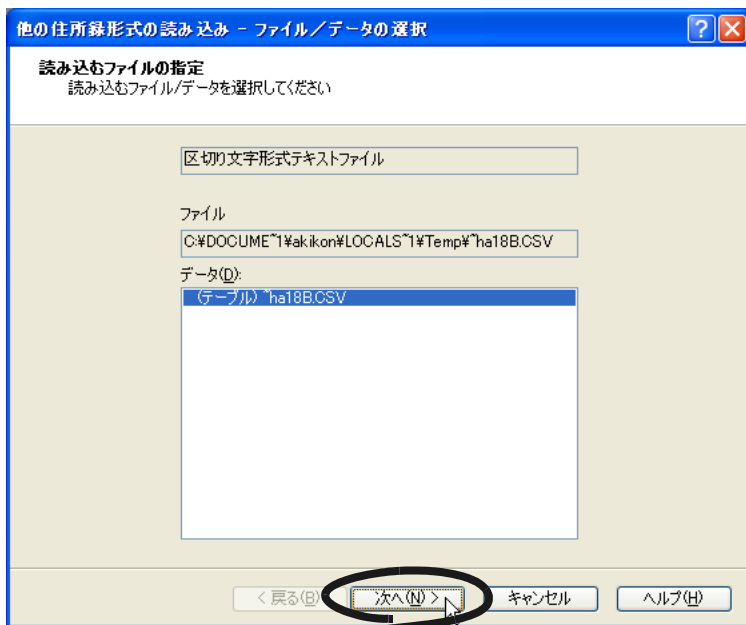 他の住所録形式の読み込み - ファイル／データの選択
読み込むファイルの指定
読み込むファイル/データを選択してください
区切り文字形式テキストファイル
ファイル
C:¥DOCUME~1¥akikon¥LOCALS~1¥Temp¥~ha18B.CSV
データ(D):
(テーブル) ~ha18B.CSV
< 戻る(B)
次へ(N) >
キャンセル
ヘルプ(H)